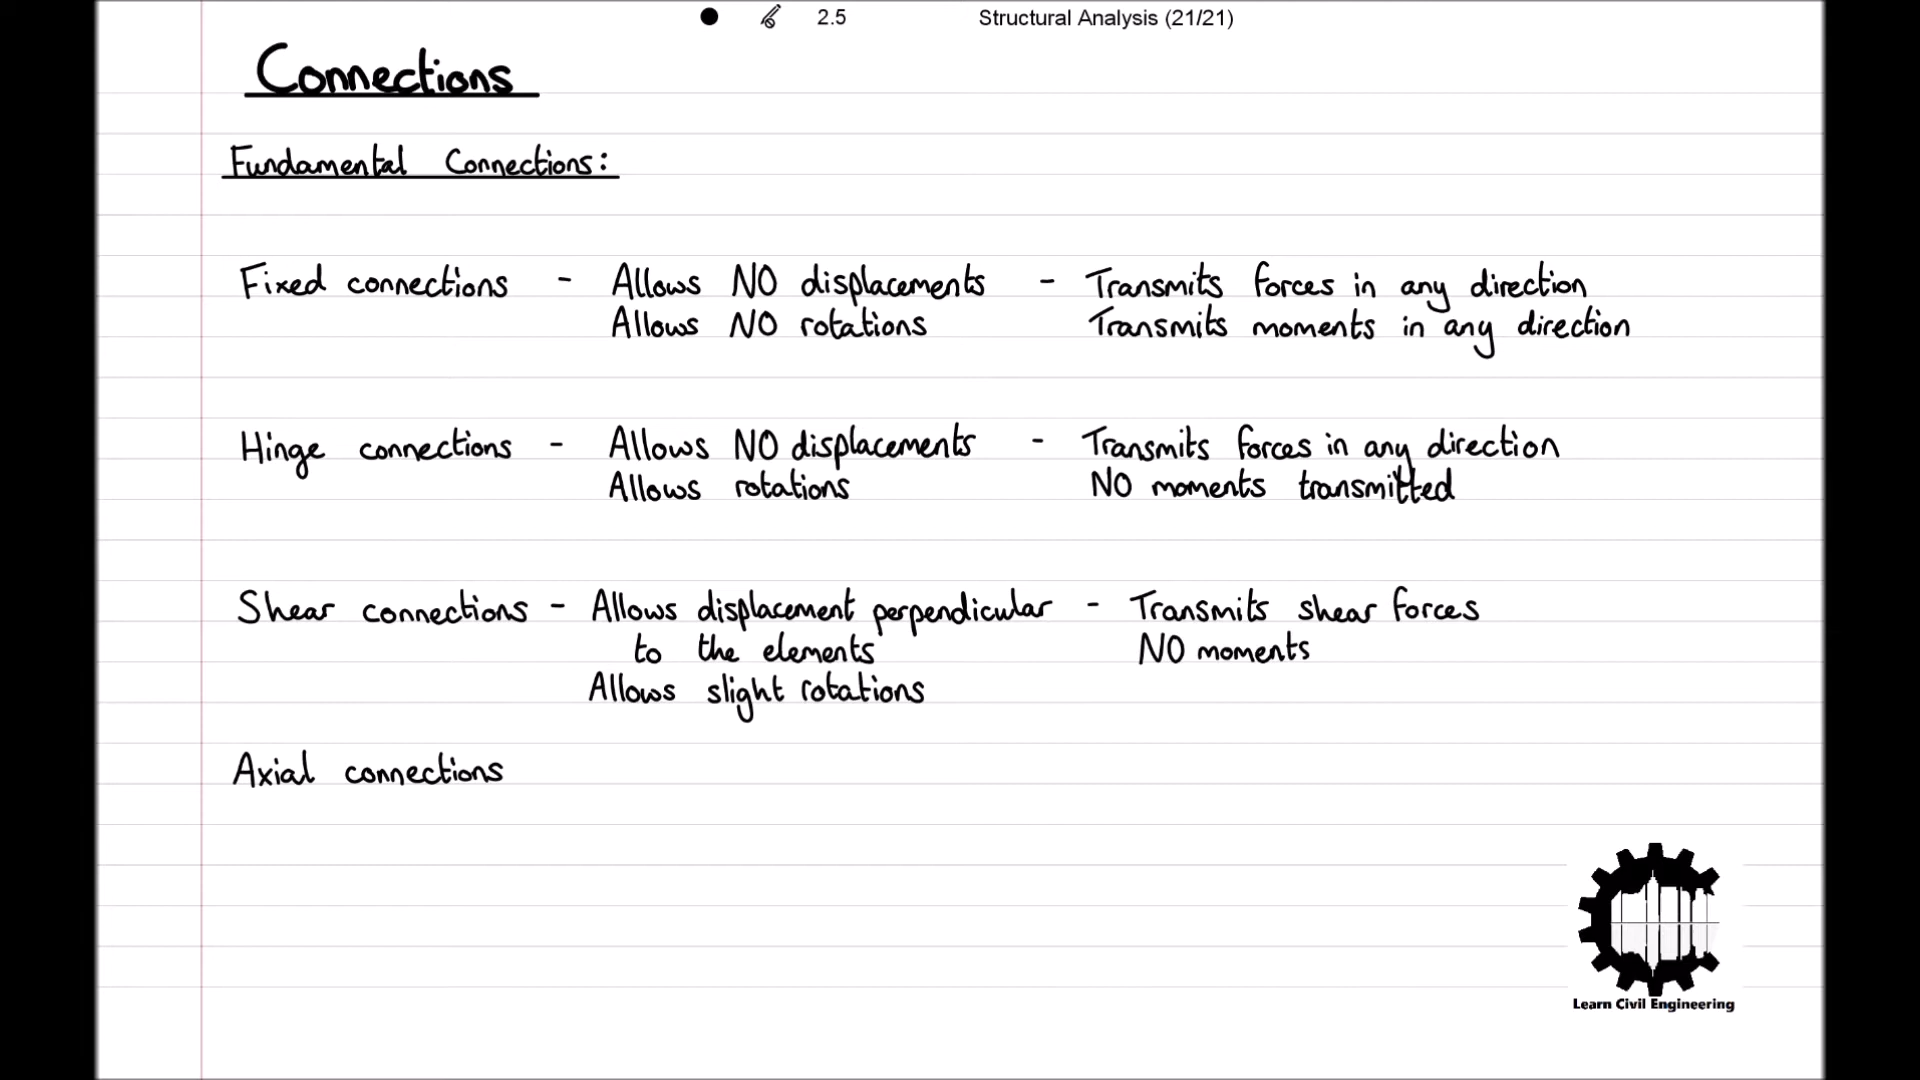 2.5 Structural Analysis (21/21)
Connections
Fundamental Connections:
Fixed connections - Allows NO displacements - Transmits forces in any direction
Allows NO rotations Transmits moments in any direction
Hinge connections - Allows NO displacements - Transmits forces in any direction
Allows rotations NO moments transmitted
Shear connections - Allows displacement perpendicular - Transmits shear forces
to the elements NO moments
Allows slight rotations
Axial connections
Learn Civil Engineering